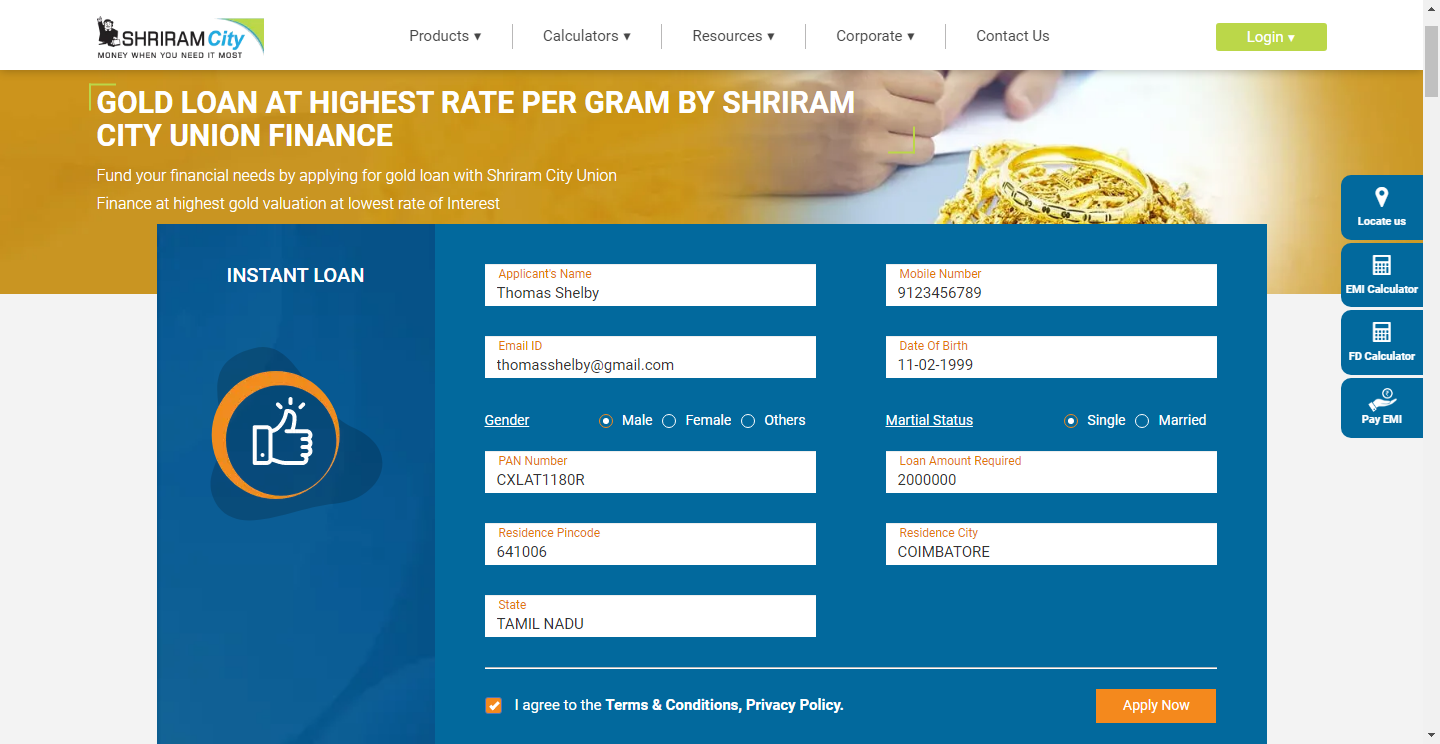 SHRIRAM City
MONEY WHEN YOU NEED IT MOST
Products ▾
Calculators ▾
Resources ▾
Corporate ▾
Contact Us
Login ▾
GOLD LOAN AT HIGHEST RATE PER GRAM BY SHRIRAM
CITY UNION FINANCE
Fund your financial needs by applying for gold loan with Shriram City Union
Finance at highest gold valuation at lowest rate of Interest
Locate us
EMI Calculator
FD Calculator
Pay EMI
INSTANT LOAN
Applicant's Name
Thomas Shelby
Mobile Number
9123456789
Email ID
thomasshelby@gmail.com
Date Of Birth
11-02-1999
Gender Male Female Others
Martial Status Single Married
PAN Number
CXLAT1180R
Loan Amount Required
2000000
Residence Pincode
641006
Residence City
COIMBATORE
State
TAMIL NADU
I agree to the Terms & Conditions, Privacy Policy.
Apply Now